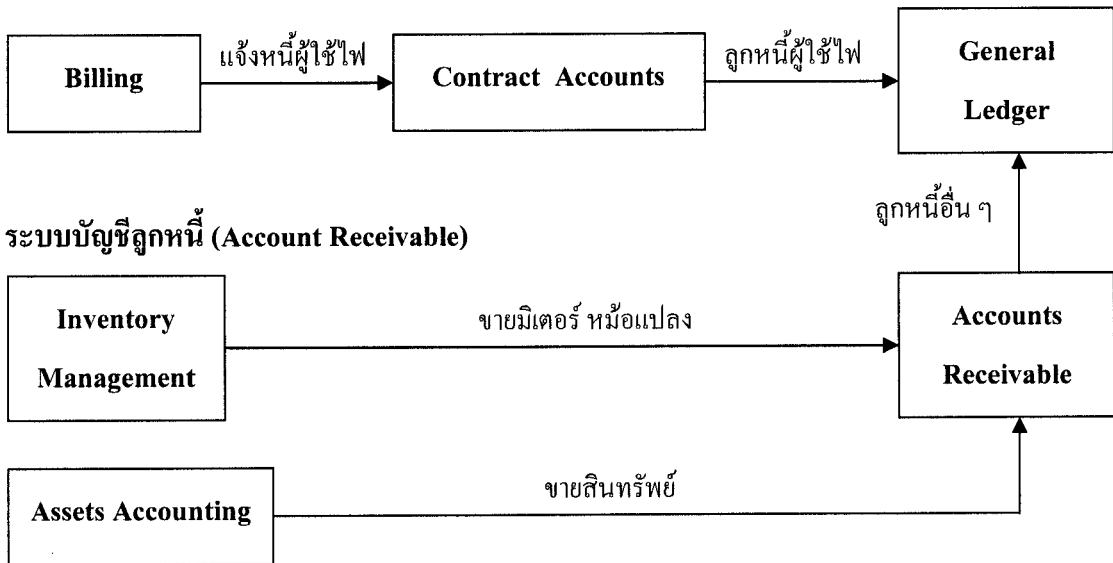 แจ้งหนี้ผู้ใช้ไฟ
ลูกหนี้ผู้ใช้ไฟ
Billing
Contract Accounts
General
Ledger
ลูกหนี้อื่น ๆ
ระบบบัญชีลูกหนี้ (Account Receivable)
Inventory
Management
ขายมิเตอร์ หม้อแปลง
Accounts
Receivable
ขายสินทรัพย์
Assets Accounting